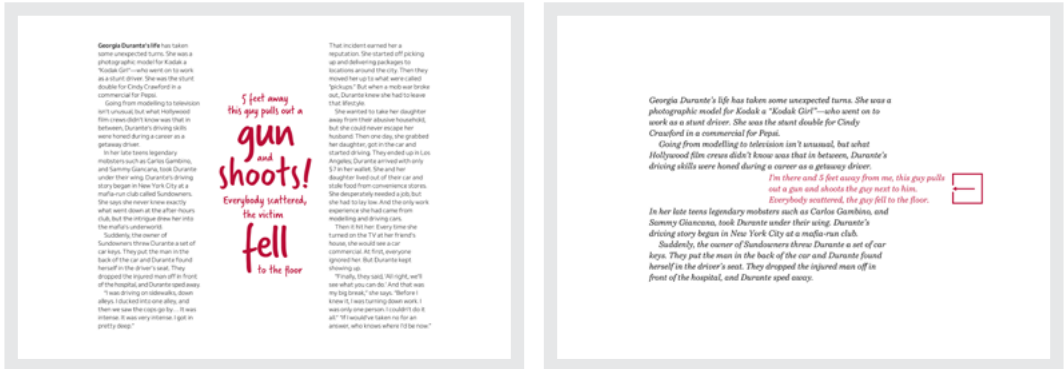 Georgia Durante's life has taken
some unexpected turns. She was a
photographic model for Kodak a
"Kodak Girl"—who went on to work
as a stunt driver. She was the stunt
double for Cindy Crawford in a
commercial for Pepsi.
Going from modelling to television
isn't unusual, but what Hollywood
film crews didn't know was that in
between, Durante's driving skills
were honed during a career as a
getaway driver.
In her late teens legendary
mobsters such as Carlos Gambino,
and Sammy Giancana, took Durante
under their wing. Durante's driving
story began in New York City at a
mafia-run club called Sundowners.
She says she never knew exactly
what went down at the after-hours
club, but the intrigue drew her into
the mafia's underworld.
Suddenly, the owner of
Sundowners threw Durante a set of
car keys. They put the man in the
back of the car and Durante found
herself in the driver's seat. They
dropped the injured man off in front
of the hospital, and Durante sped away.
"I was driving on sidewalks, down
alleys. I ducked into one alley, and
then we saw the cops go by... It was
intense. It was very intense. I got in
pretty deep."
5 feet away
this guy pulls out a
gun
and
shoots!
Everybody scattered,
the victim
fell
to the floor
That incident earned her a
reputation. She started off picking
up and delivering packages to
locations around the city. Then they
moved her up to what were called
"pickups." But when a mob war broke
out, Durante knew she had to leave
that lifestyle.
She wanted to take her daughter
away from their abusive household,
but she could never escape her
husband. Then one day, she grabbed
her daughter, got in the car and
started driving. They ended up in Los
Angeles, Durante arrived with only
$7 in her wallet. She and her
daughter lived out of their car and
stole food from convenience stores.
She desperately needed a job, but
she had to lay low. And the only work
experience she had came from
modelling and driving cars.
Then it hit her: Every time she
turned on the TV at her friend's
house, she would see a car
commercial. At first, everyone
ignored her. But Durante kept
showing up.
"Finally, they said, 'All right, we'll
see what you can do.' And that was
my big break," she says. "Before I
knew it, I was turning down work. I
was only one person. I couldn't do it
all." "If I would've taken no for an
answer, who knows where I'd be now."
Georgia Durante's life has taken some unexpected turns. She was a
photographic model for Kodak a "Kodak Girl"—who went on to
work as a stunt driver. She was the stunt double for Cindy
Crawford in a commercial for Pepsi.
Going from modelling to television isn't unusual, but what
Hollywood film crews didn't know was that in between, Durante's
driving skills were honed during a career as a getaway driver.
I'm there and 5 feet away from me, this guy pulls
out a gun and shoots the guy next to him.
Everybody scattered, the guy fell to the floor.
In her late teens legendary mobsters such as Carlos Gambino, and
Sammy Giancana, took Durante under their wing. Durante's
driving story began in New York City at a mafia-run club.
Suddenly, the owner of Sundowners threw Durante a set of car
keys. They put the man in the back of the car and Durante found
herself in the driver's seat. They dropped the injured man off in
front of the hospital, and Durante sped away.